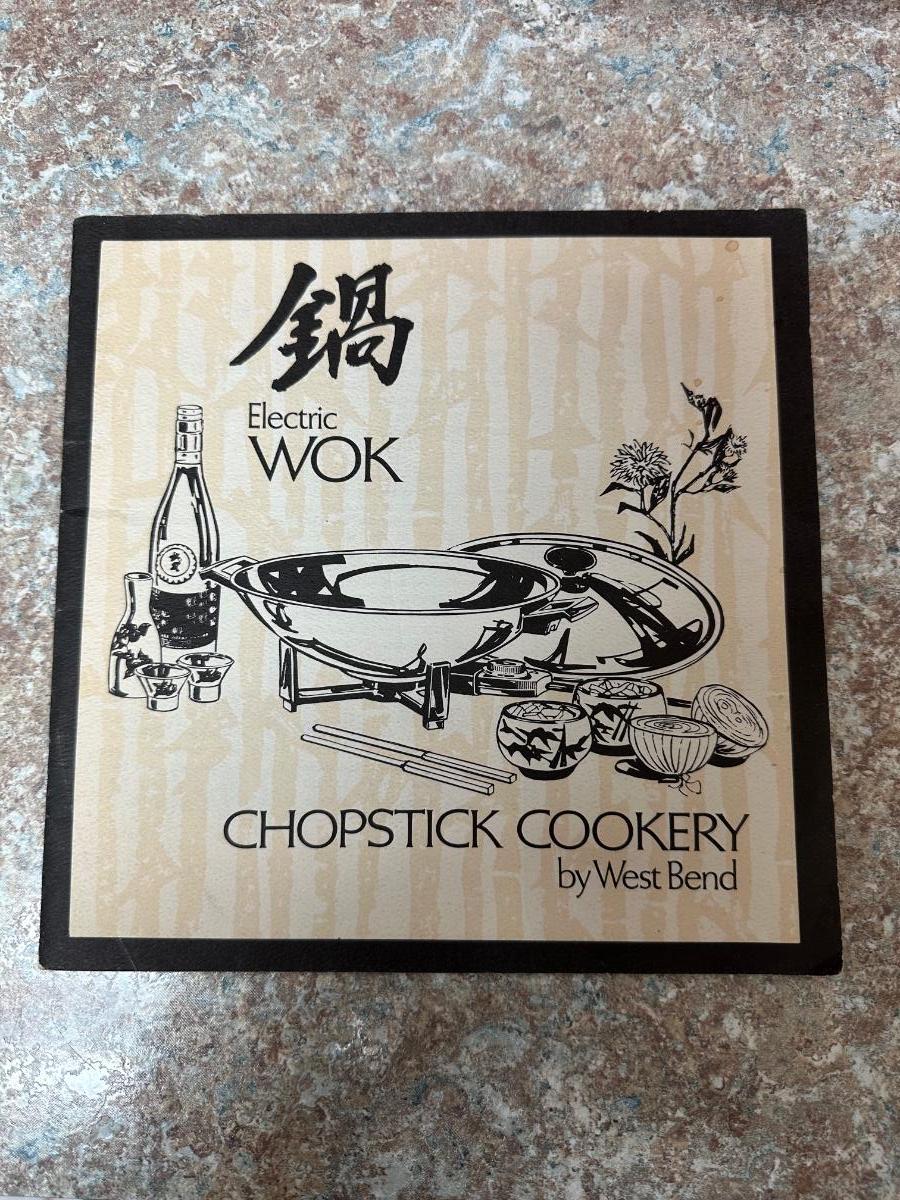 鍋
Electric
WOK
CHOPSTICK COOKERY
by West Bend